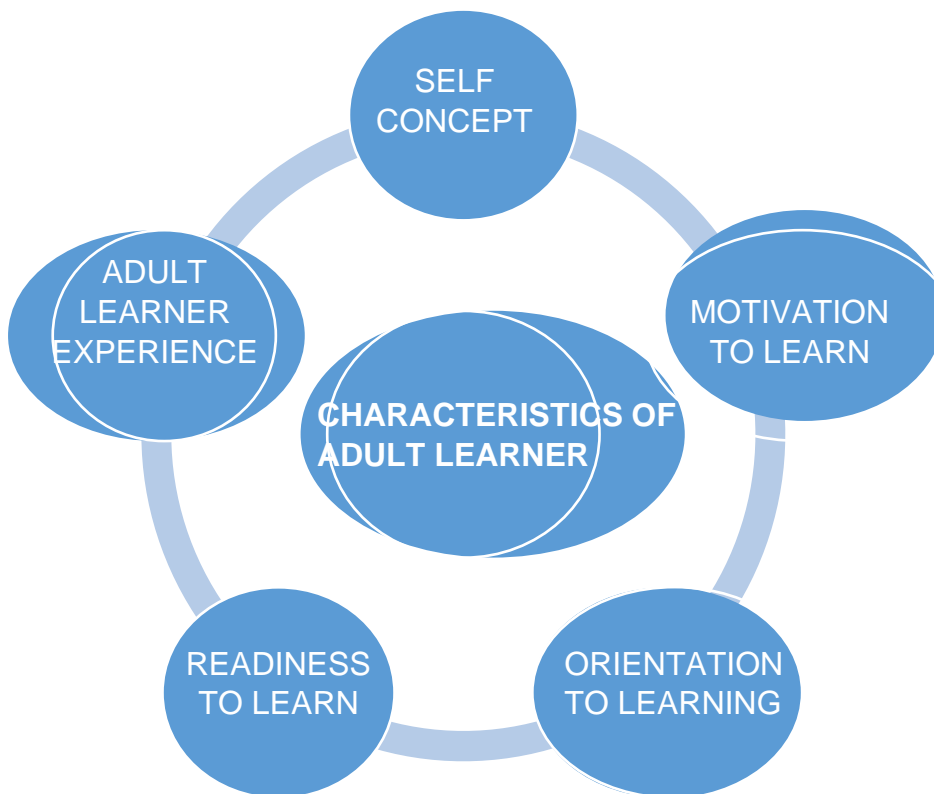 SELF
CONCEPT
ADULT
LEARNER
EXPERIENCE
MOTIVATION
TO LEARN
CHARACTERISTICS OF
ADULT LEARNER
READINESS
TO LEARN
ORIENTATION
TO LEARNING